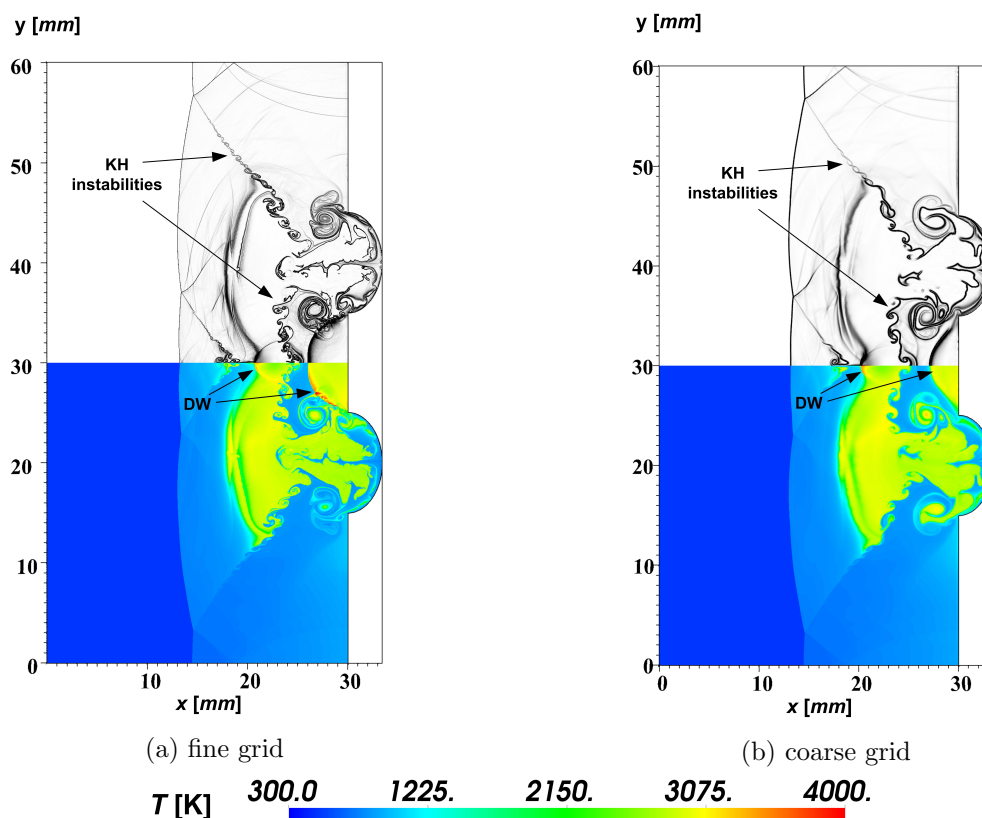 y [mm]
60
50
40
30
20
10
0
KH
instabilities
DW
10
20
30
x [mm]
(a) fine grid
y [mm]
60
50
40
30
20
10
0
KH
instabilities
DW
0
10
20
30
x [mm]
(b) coarse grid
T [K]
300.0 1225. 2150. 3075. 4000.